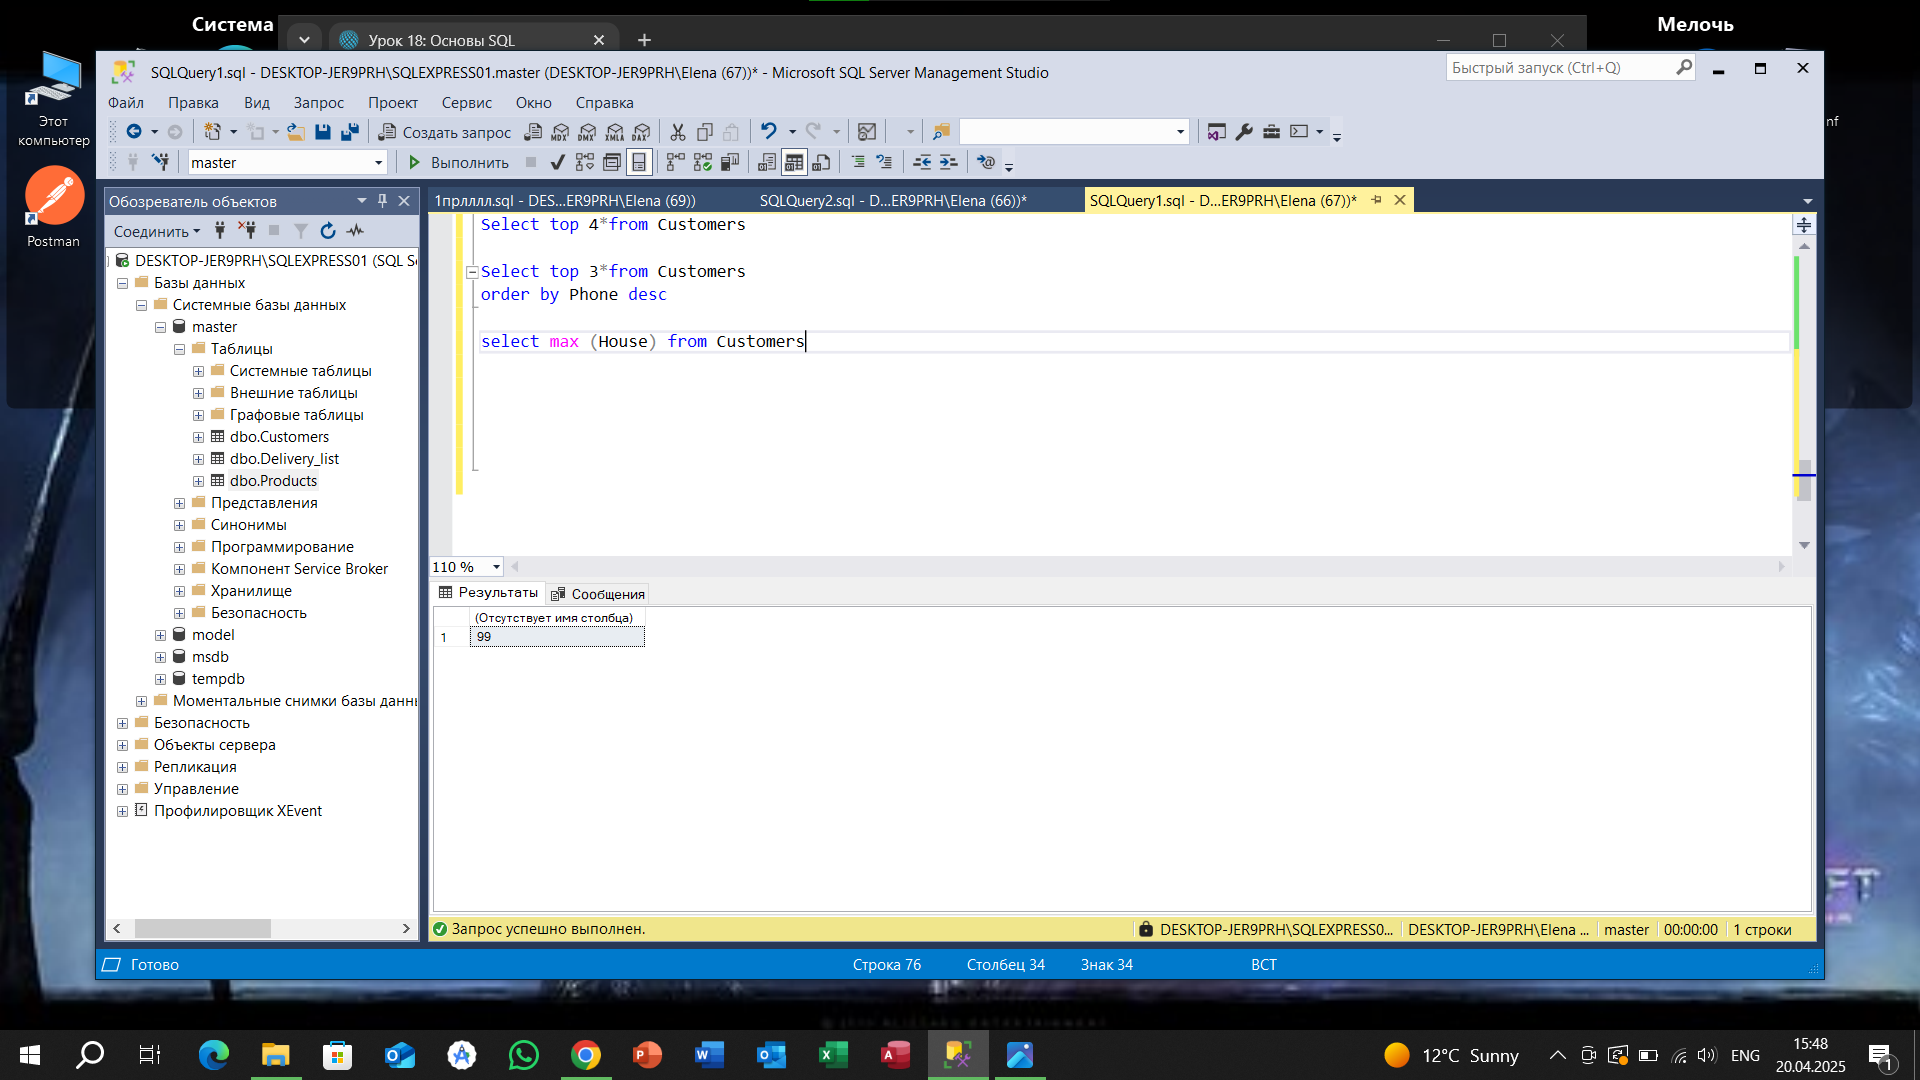 Система
Мелочь
Урок 18: Основы SQL
SQLQuery1.sql - DESKTOP-JER9PRH\SQLEXPRESS01.master (DESKTOP-JER9PRH\Elena (67))* - Microsoft SQL Server Management Studio
Быстрый запуск (Ctrl+Q)
Файл Правка Вид Запрос Проект Сервис Окно Справка
Создать запрос
MDX DMX XMLA DAX
master
Выполнить
Этот компьютер
Postman
nf
Обозреватель объектов
Соединить
DESKTOP-JER9PRH\SQLEXPRESS01 (SQL S
Базы данных
Системные базы данных
master
Таблицы
Системные таблицы
Внешние таблицы
Графовые таблицы
dbo.Customers
dbo.Delivery_list
dbo.Products
Представления
Синонимы
Программирование
Компонент Service Broker
Хранилище
Безопасность
model
msdb
tempdb
Моментальные снимки базы данн
Безопасность
Объекты сервера
Репликация
Управление
Профилировщик XEvent
1прлллл.sql - DES...ER9PRH\Elena (69))
SQLQuery2.sql - D...ER9PRH\Elena (66))*
SQLQuery1.sql - D...ER9PRH\Elena (67))*
Select top 4*from Customers
Select top 3*from Customers
order by Phone desc
select max (House) from Customers
110 %
Результаты
Сообщения
(Отсутствует имя столбца)
1 99
Запрос успешно выполнен.
DESKTOP-JER9PRH\SQLEXPRESS0...
DESKTOP-JER9PRH\Elena ...
master
00:00:00
1 строки
Готово
Строка 76
Столбец 34
Знак 34
ВСТ
12°C Sunny
ENG
15:48
20.04.2025
1